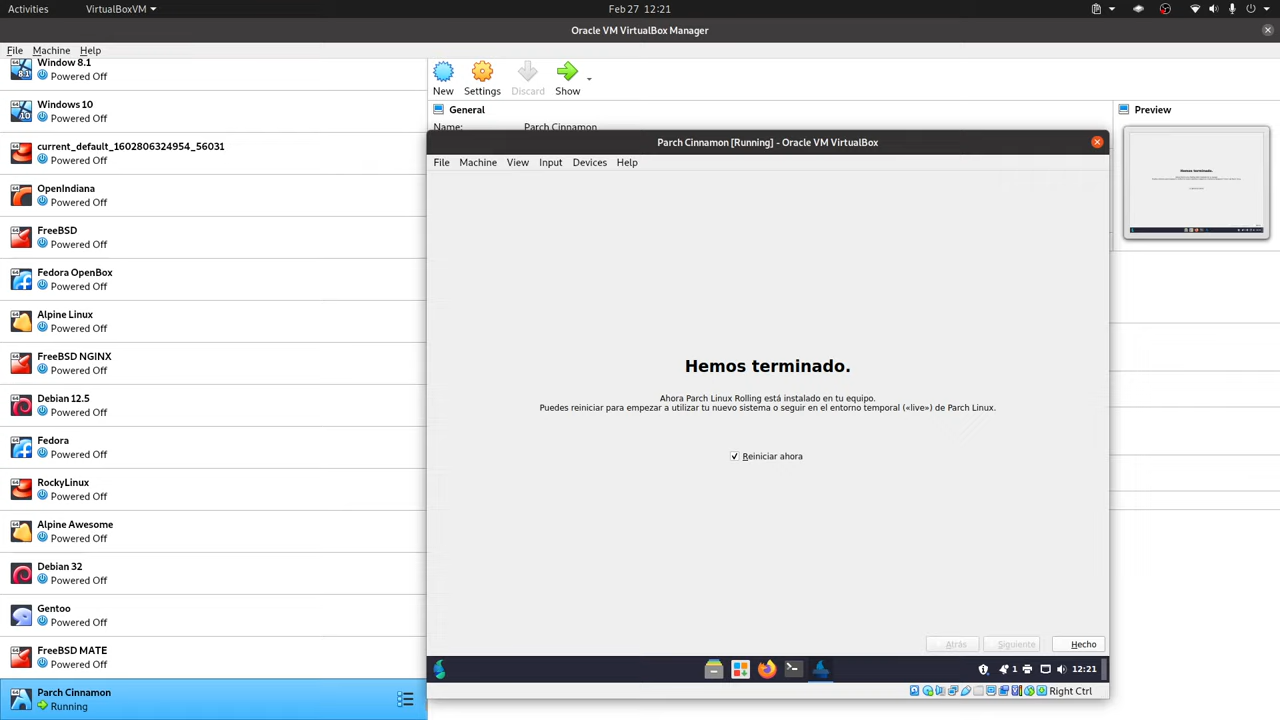 Activities
VirtualBoxVM
Feb 27 12:21
Oracle VM VirtualBox Manager
File Machine Help
Window 8.1
Powered Off
Windows 10
Powered Off
current_default_1602806324954_56031
Powered Off
OpenIndiana
Powered Off
FreeBSD
Powered Off
Fedora OpenBox
Powered Off
Alpine Linux
Powered Off
FreeBSD NGINX
Powered Off
Debian 12.5
Powered Off
Fedora
Powered Off
RockyLinux
Powered Off
Alpine Awesome
Powered Off
Debian 32
Powered Off
Gentoo
Powered Off
FreeBSD MATE
Powered Off
Parch Cinnamon
Running
New Settings Discard Show
General
Name: Parch Cinnamon
Preview
Hemos terminado.
Parch Cinnamon [Running] - Oracle VM VirtualBox
File Machine View Input Devices Help
Hemos terminado.
Ahora Parch Linux Rolling está instalado en tu equipo.
Puedes reiniciar para empezar a utilizar tu nuevo sistema o seguir en el entorno temporal («live») de Parch Linux.
Reiniciar ahora
Atrás Siguiente Hecho
1 12:21
Right Ctrl